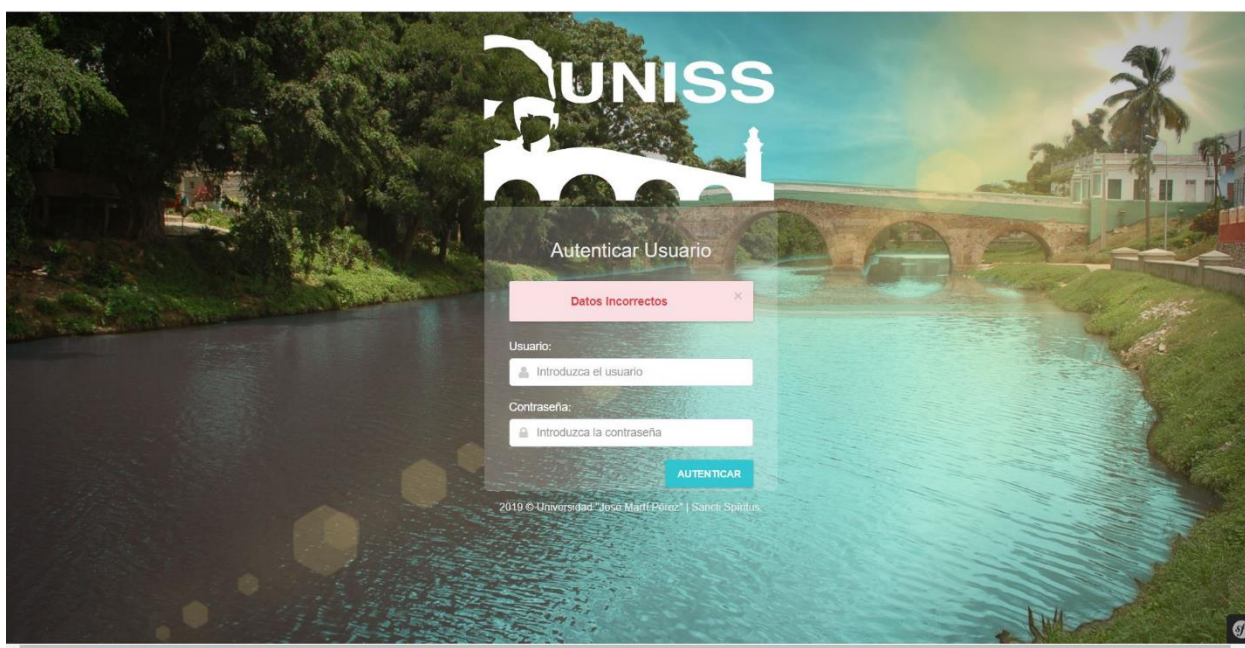 UNISS
Autenticar Usuario
Datos Incorrectos
×
Usuario:
Introduzca el usuario
Contraseña:
Introduzca la contraseña
AUTENTICAR
2019 © Universidad "José Martí Pérez" | Sancti Spíritus.
sf